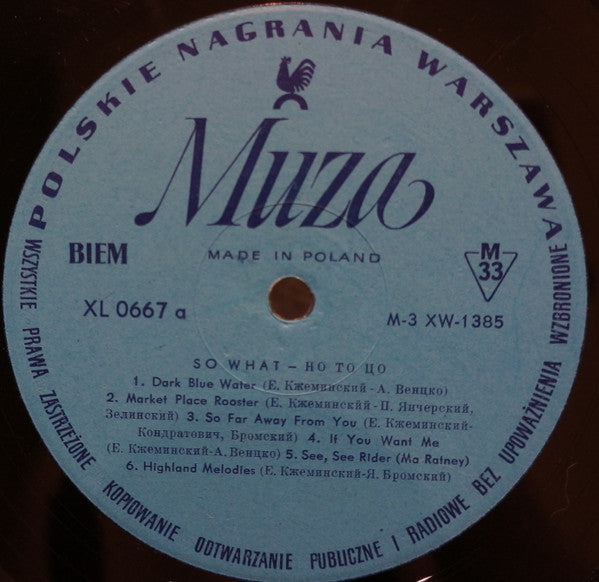 POLSKIE NAGRANIA WARSZAWA
Muza
BIEM
MADE IN POLAND
M
33
XL 0667 a
M-3 XW-1385
SO WHAT – НО ТО ЦО
1. Dark Blue Water (Е. Кжеминский - А. Венцко)
2. Market Place Rooster (Е. Кжеминский - П. Янчерский,
Зелинский) 3. So Far Away From You (Е. Кжеминский-
Кондратович, Бромский) 4. If You Want Me
(Е. Кжеминский-А. Венцко) 5. See, See Rider (Ma Ratney)
6. Highland Melodies (Е. Кжеминский-Я. Бромский)
WSZYSTKIE PRAWA ZASTRZEŻONE KOPIOWANIE ODTWARZANIE PUBLICZNE I RADIOWE BEZ UPOWAŻNIENIA WZBRONIONE